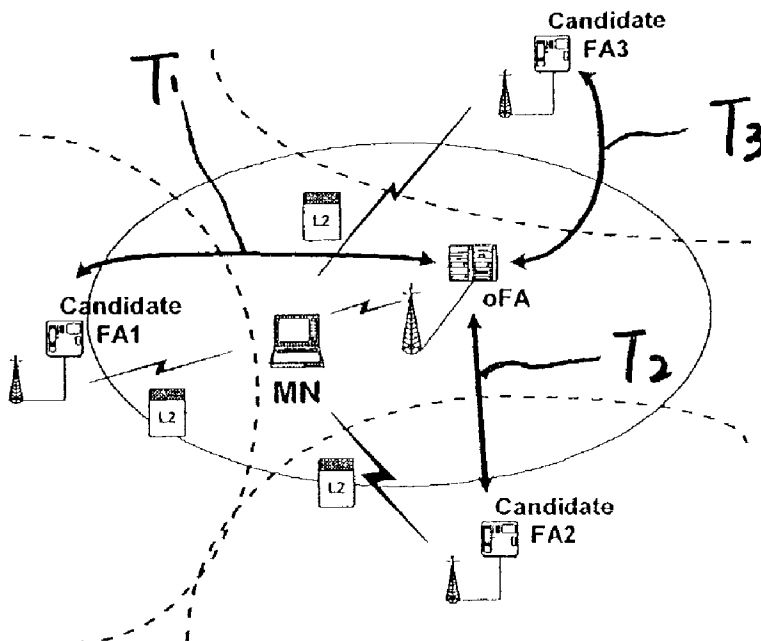 Candidate
FA3
T1
T3
L2
oFA
Candidate
FA1
MN
T2
L2
L2
Candidate
FA2